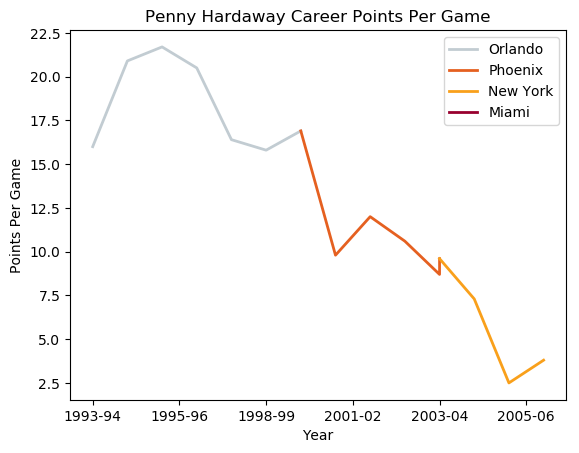 Penny Hardaway Career Points Per Game
22.5
20.0
17.5
15.0
12.5
10.0
7.5
5.0
2.5
Points Per Game
Orlando
Phoenix
New York
Miami
1993-94 1995-96 1998-99 2001-02 2003-04 2005-06
Year